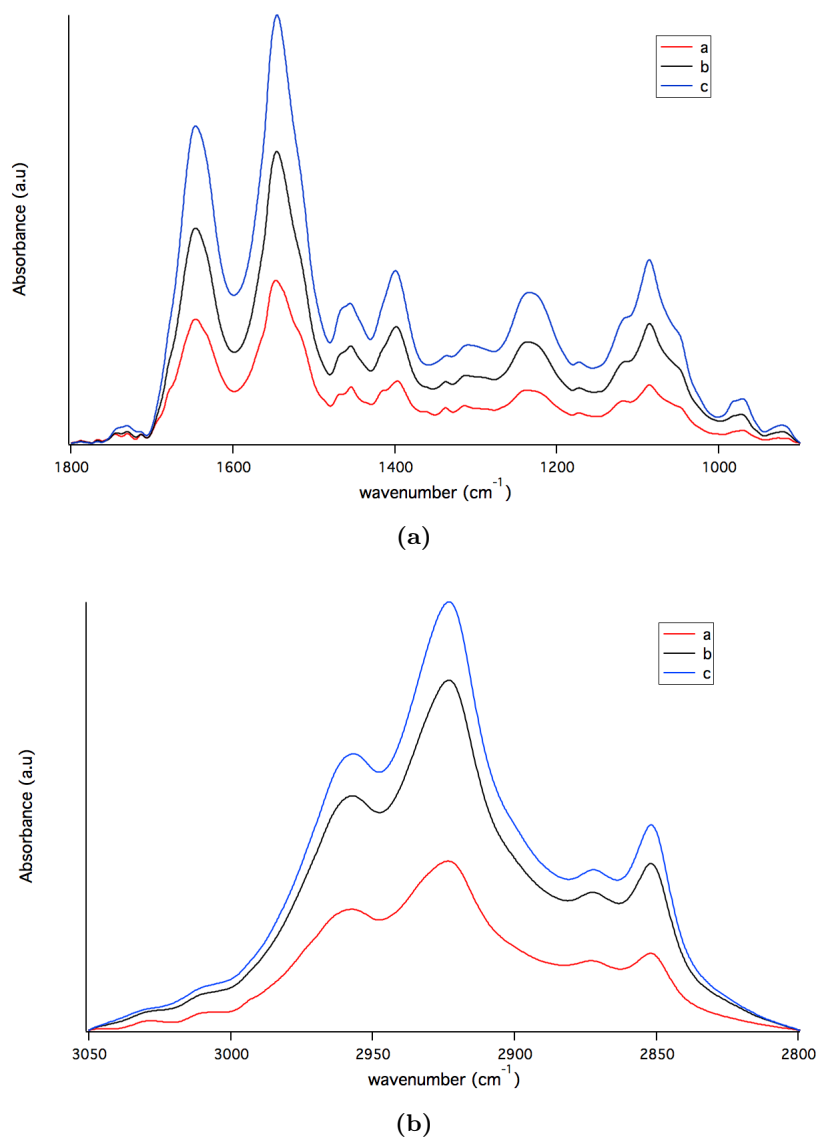 a
b
c
Absorbance (a.u)
1800 1600 1400 1200 1000
wavenumber (cm⁻¹)
(a)
a
b
c
Absorbance (a.u)
3050 3000 2950 2900 2850 2800
wavenumber (cm⁻¹)
(b)